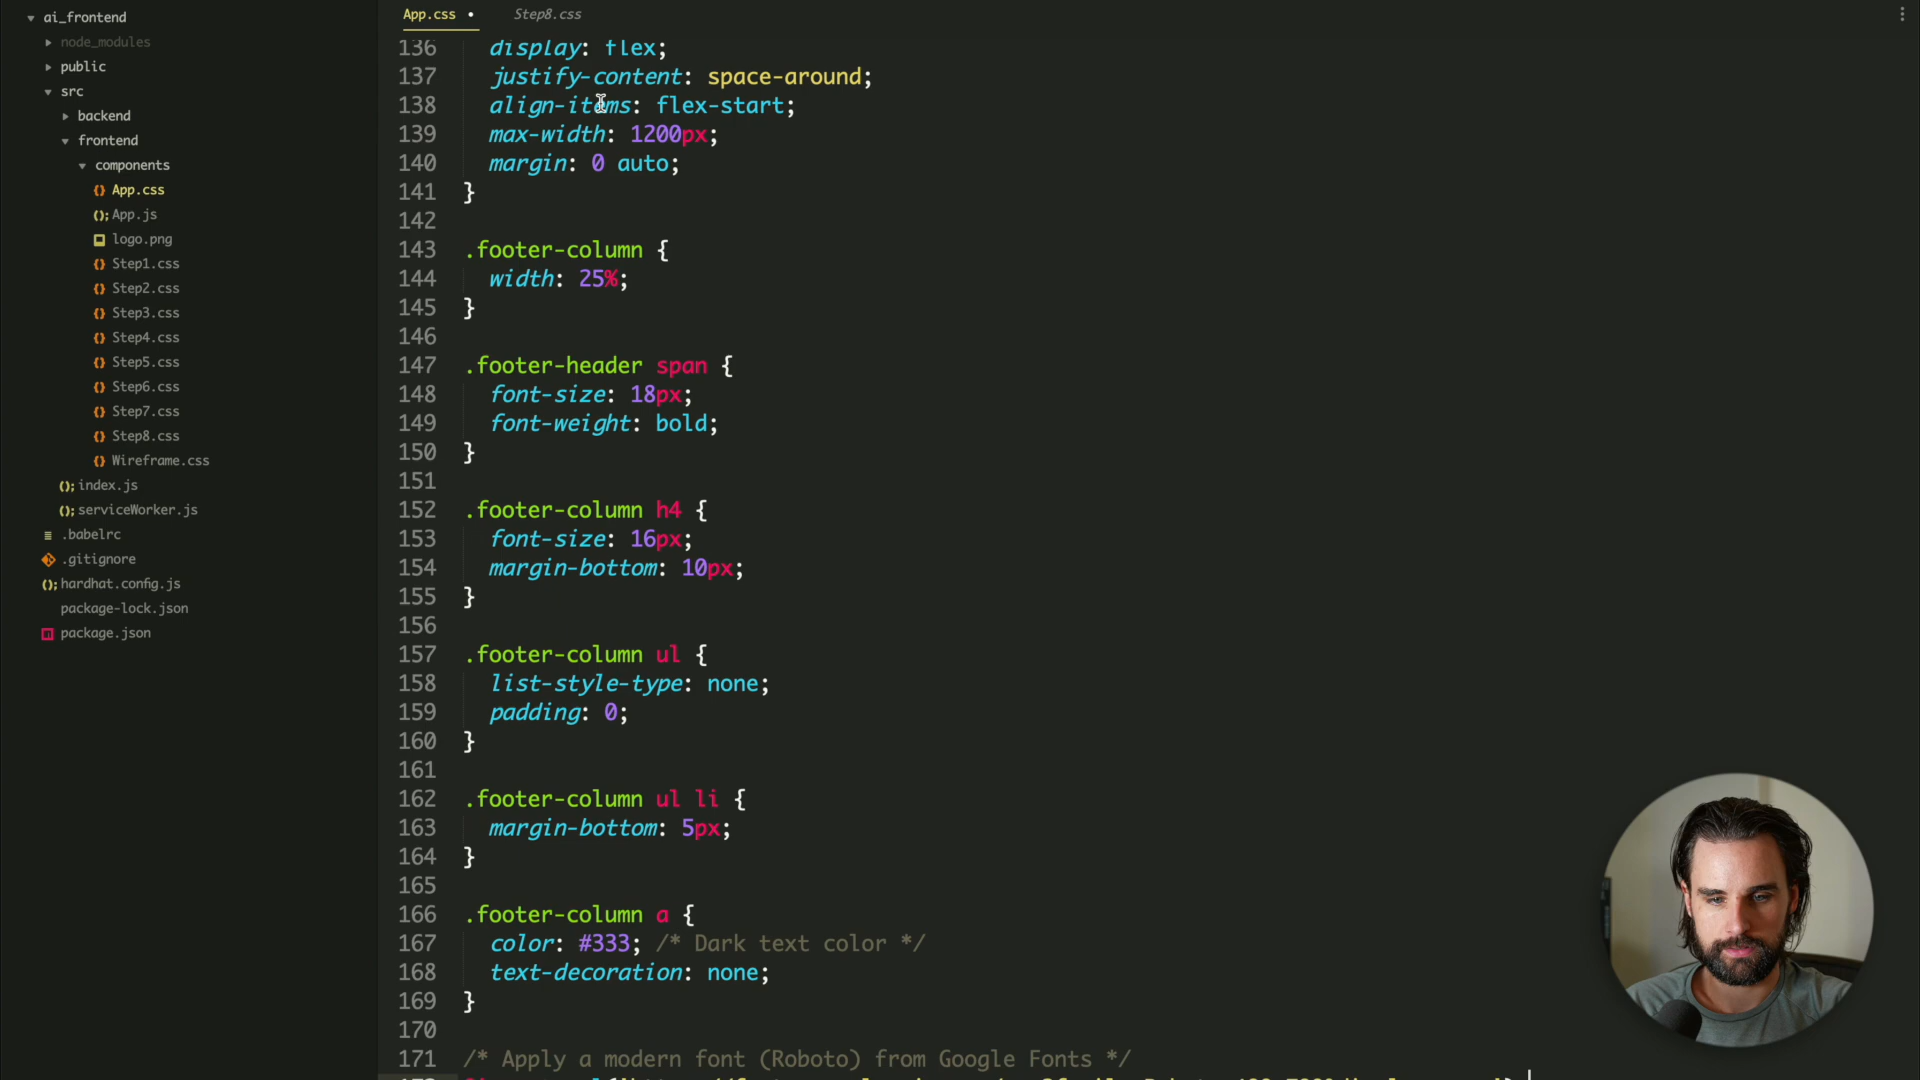 ai_frontend
node_modules
public
src
backend
frontend
components
App.css
App.js
logo.png
Step1.css
Step2.css
Step3.css
Step4.css
Step5.css
Step6.css
Step7.css
Step8.css
Wireframe.css
index.js
serviceWorker.js
.babelrc
.gitignore
hardhat.config.js
package-lock.json
package.json
App.css
Step8.css
136 display: flex;
137 justify-content: space-around;
138 align-items: flex-start;
139 max-width: 1200px;
140 margin: 0 auto;
141 }
142
143 .footer-column {
144 width: 25%;
145 }
146
147 .footer-header span {
148 font-size: 18px;
149 font-weight: bold;
150 }
151
152 .footer-column h4 {
153 font-size: 16px;
154 margin-bottom: 10px;
155 }
156
157 .footer-column ul {
158 list-style-type: none;
159 padding: 0;
160 }
161
162 .footer-column ul li {
163 margin-bottom: 5px;
164 }
165
166 .footer-column a {
167 color: #333; /* Dark text color */
168 text-decoration: none;
169 }
170
171 /* Apply a modern font (Roboto) from Google Fonts */